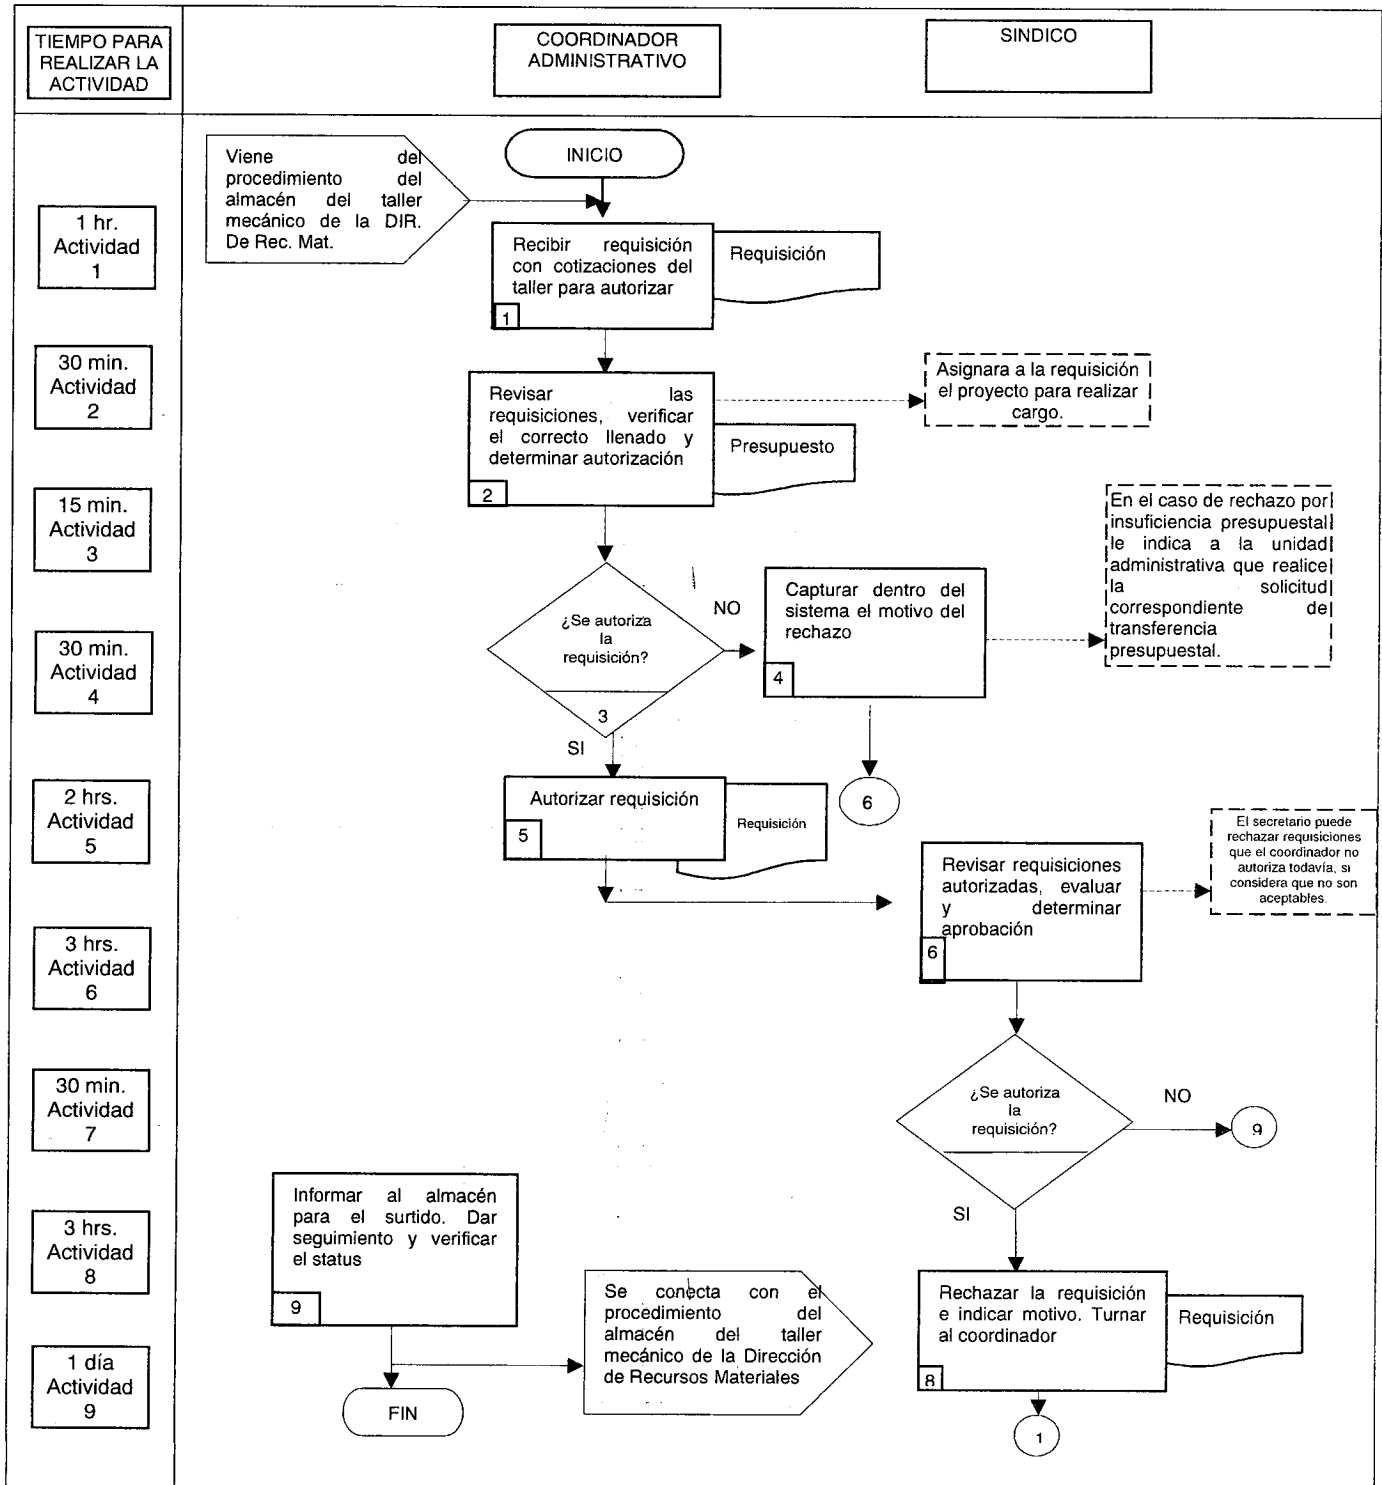 TIEMPO PARA
REALIZAR LA
ACTIVIDAD
COORDINADOR
ADMINISTRATIVO
SINDICO
Viene del
procedimiento del
almacén del taller
mecánico de la DIR.
De Rec. Mat.
INICIO
1 hr.
Actividad
1
Recibir requisición
con cotizaciones del
taller para autorizar
1
Requisición
30 min.
Actividad
2
Revisar las
requisiciones, verificar
el correcto llenado y
determinar autorización
2
Presupuesto
Asignara a la requisición
el proyecto para realizar
cargo.
15 min.
Actividad
3
¿Se autoriza
la
requisición?
3
NO
SI
Capturar dentro del
sistema el motivo del
rechazo
4
En el caso de rechazo por
insuficiencia presupuestal
le indica a la unidad
administrativa que realice
la solicitud
correspondiente de
transferencia
presupuestal.
30 min.
Actividad
4
6
2 hrs.
Actividad
5
Autorizar requisición
5
Requisición
Revisar requisiciones
autorizadas, evaluar
y determinar
aprobación
6
El secretario puede
rechazar requisiciones
que el coordinador no
autoriza todavía, si
considera que no son
aceptables.
3 hrs.
Actividad
6
30 min.
Actividad
7
¿Se autoriza
la
requisición?
NO
9
SI
3 hrs.
Actividad
8
Informar al almacén
para el surtido. Dar
seguimiento y verificar
el status
9
Se conecta con el
procedimiento del
almacén del taller
mecánico de la Dirección
de Recursos Materiales
Rechazar la requisición
e indicar motivo. Turnar
al coordinador
8
Requisición
1 día
Actividad
9
FIN
1